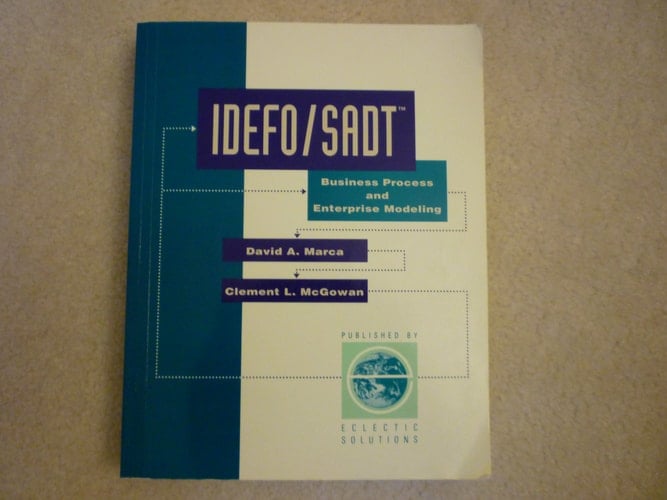 IDEFO/SADT™
Business Process
and
Enterprise Modeling
David A. Marca
Clement L. McGowan
PUBLISHED BY
ECLECTIC
SOLUTIONS